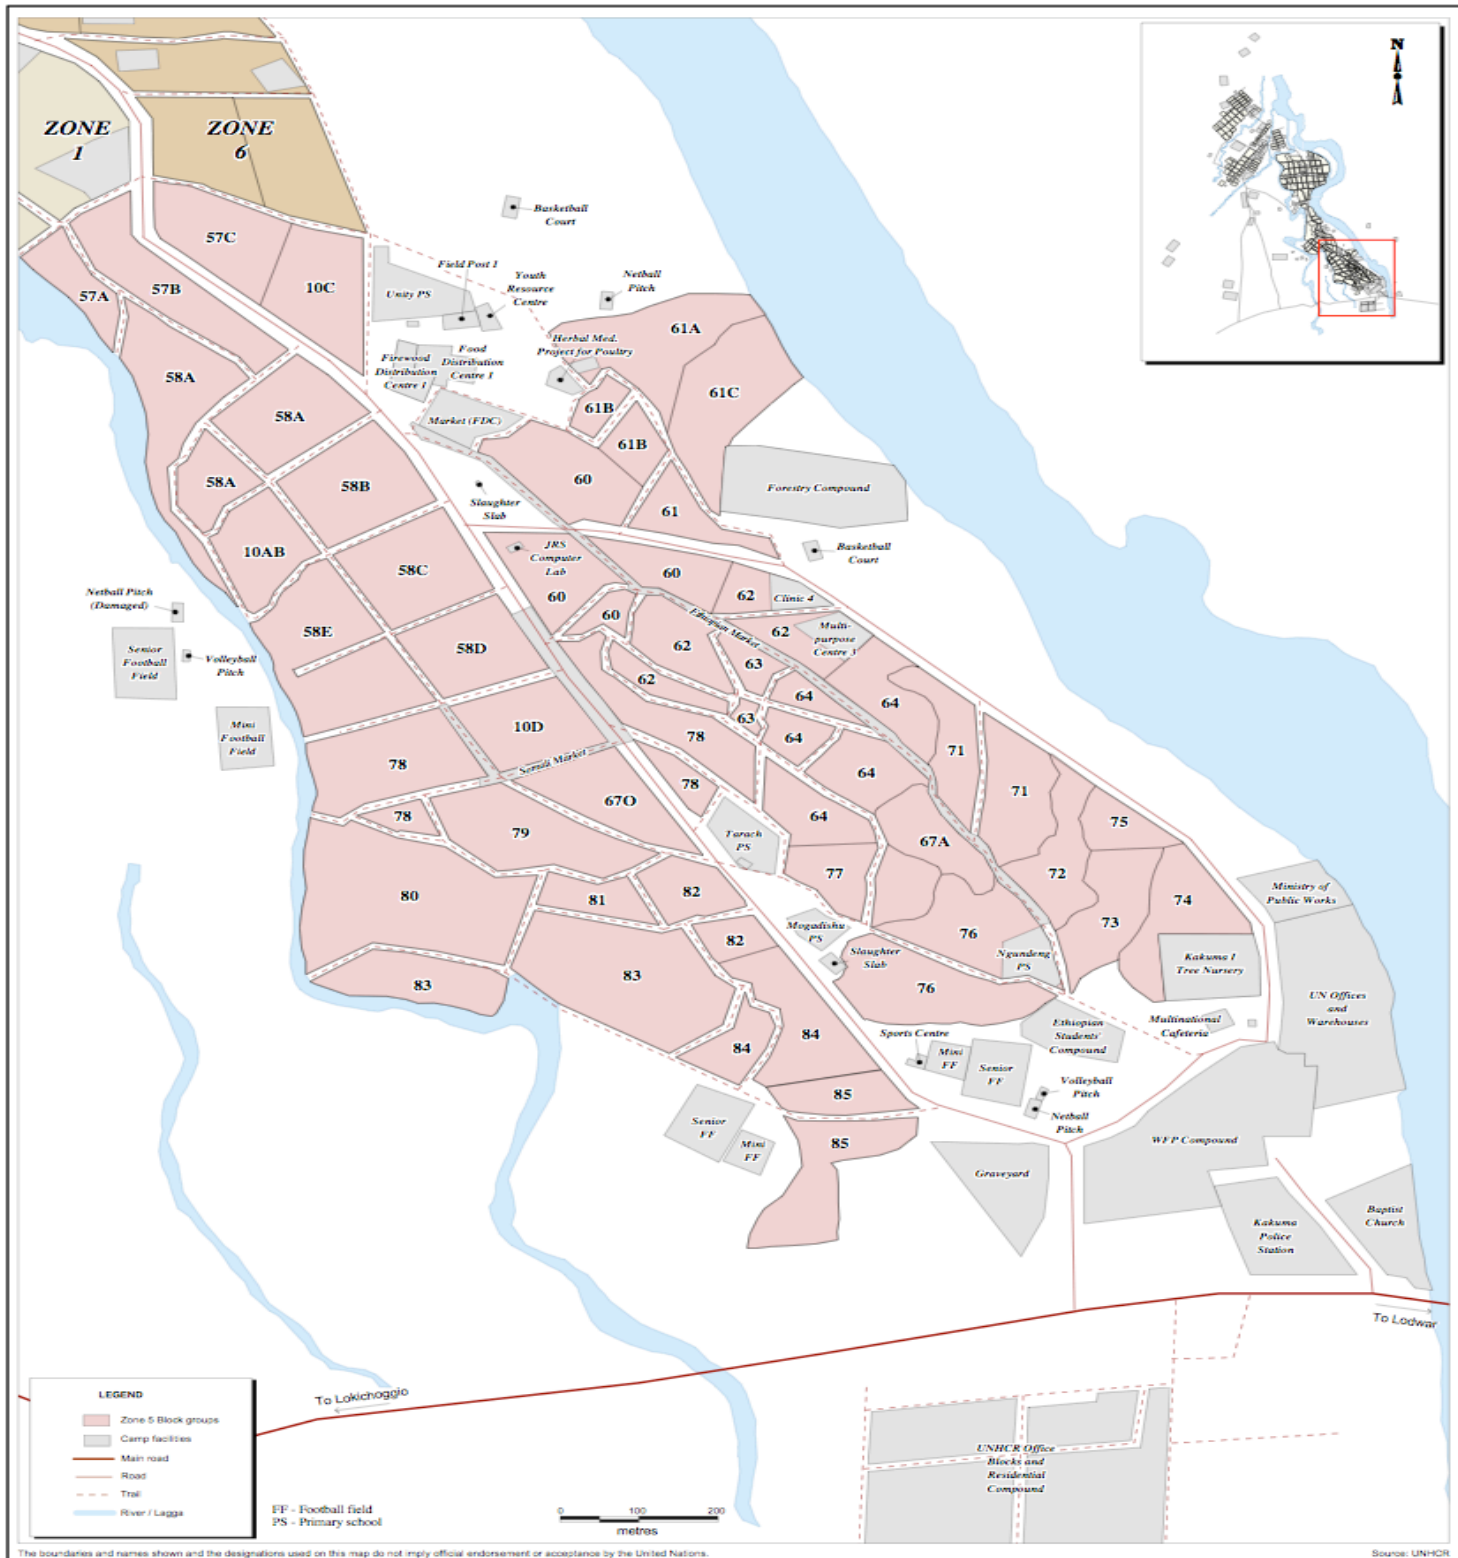 N
ZONE
1
ZONE
6
Basketball
Court
57C
Field Post 1
Youth
Resource
Centre
Netball
Pitch
57A
57B
10C
Unity PS
61A
Herbal Med.
Project for Poultry
Firewood
Distribution
Centre 1
Food
Distribution
Centre 1
58A
61C
58A
Market (FDC)
61B
61B
58A
58B
60
Forestry Compound
Slaughter
Slab
61
10AB
JRS
Computer
Lab
Basketball
Court
58C
60
60
62
Clinic 4
Netball Pitch
(Damaged)
60
Ethiopian Market
62
Multi-
purpose
Centre 3
58E
58D
62
Senior
Football
Field
Volleyball
Pitch
63
62
64
64
Mini
Football
Field
10D
63
78
64
71
78
Somali Market
64
78
67O
71
78
79
64
75
Tarach
PS
67A
77
72
80
81
82
74
Ministry of
Public Works
73
Mogadishu
PS
76
82
Slaughter
Slab
Ngundeng
PS
Kakuma I
Tree Nursery
83
83
76
UN Offices
and
Warehouses
Sports Centre
Ethiopian
Students'
Compound
Multinational
Cafeteria
84
84
Mini
FF
Senior
FF
85
Volleyball
Pitch
Netball
Pitch
Senior
FF
Mini
FF
85
WFP Compound
Graveyard
Kakuma
Police
Station
Baptist
Church
To Lodwar
To Lokichoggio
LEGEND
Zone 5 Block groups
Camp facilities
Main road
Road
Trail
River / Lagga
UNHCR Office
Blocks and
Residential
Compound
FF - Football field
PS - Primary school
0 100 200
metres
The boundaries and names shown and the designations used on this map do not imply official endorsement or acceptance by the United Nations.
Source: UNHCR